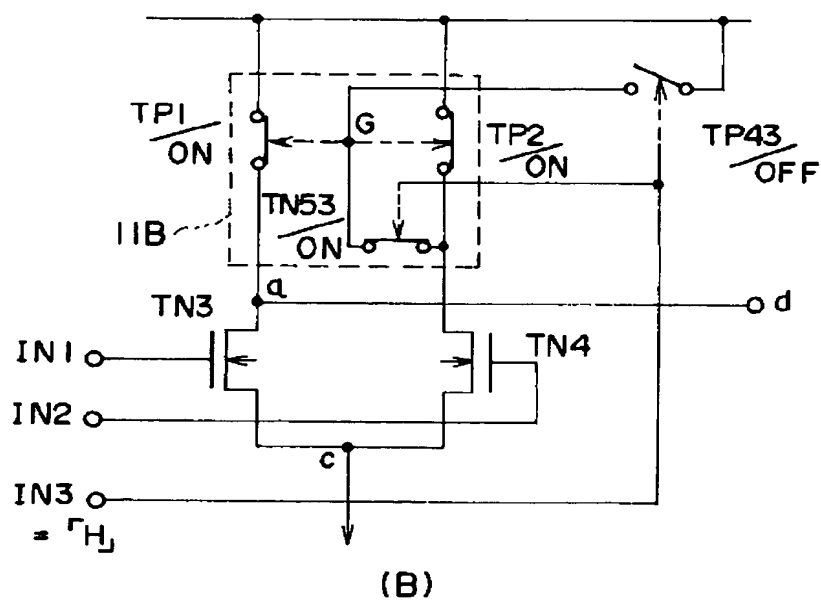 TP1/ON
G
TP2/ON
TP43/OFF
TN53/ON
11B
a
d
TN3
IN1
TN4
IN2
c
IN3
= 「H」
(B)